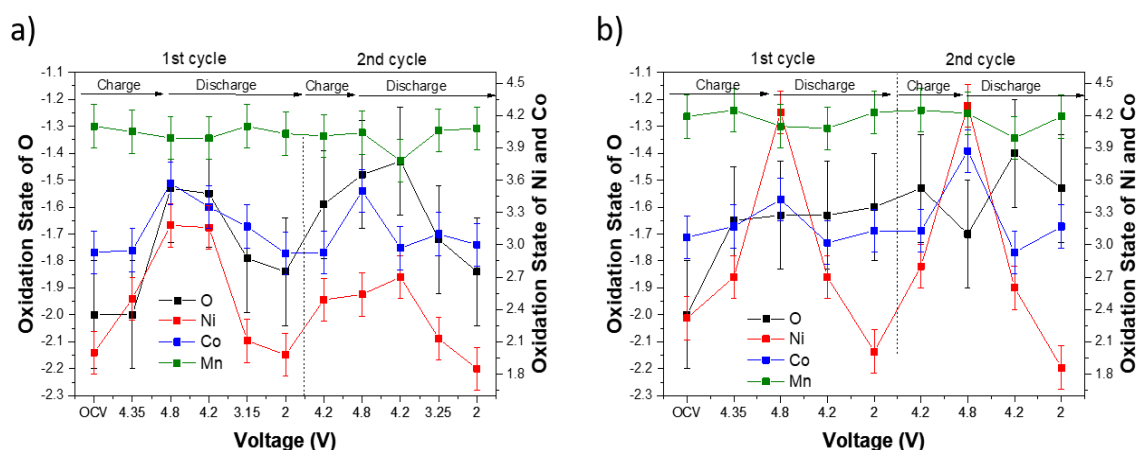 a)
1st cycle 2nd cycle
Charge Discharge Charge Discharge
-1.1
-1.2
-1.3
-1.4
-1.5
-1.6
-1.7
-1.8
-1.9
-2.0
-2.1
-2.2
-2.3
Oxidation State of O
4.5
4.2
3.9
3.6
3.3
3.0
2.7
2.4
2.1
1.8
Oxidation State of Ni and Co
O
Ni
Co
Mn
OCV 4.35 4.8 4.2 3.15 2 4.2 4.8 4.2 3.25 2
Voltage (V)
b)
1st cycle 2nd cycle
Charge Discharge Charge Discharge
-1.1
-1.2
-1.3
-1.4
-1.5
-1.6
-1.7
-1.8
-1.9
-2.0
-2.1
-2.2
-2.3
Oxidation State of O
4.5
4.2
3.9
3.6
3.3
3.0
2.7
2.4
2.1
1.8
Oxidation State of Ni and Co
O
Ni
Co
Mn
OCV 4.35 4.8 4.2 2 4.2 4.8 4.2 2
Voltage (V)